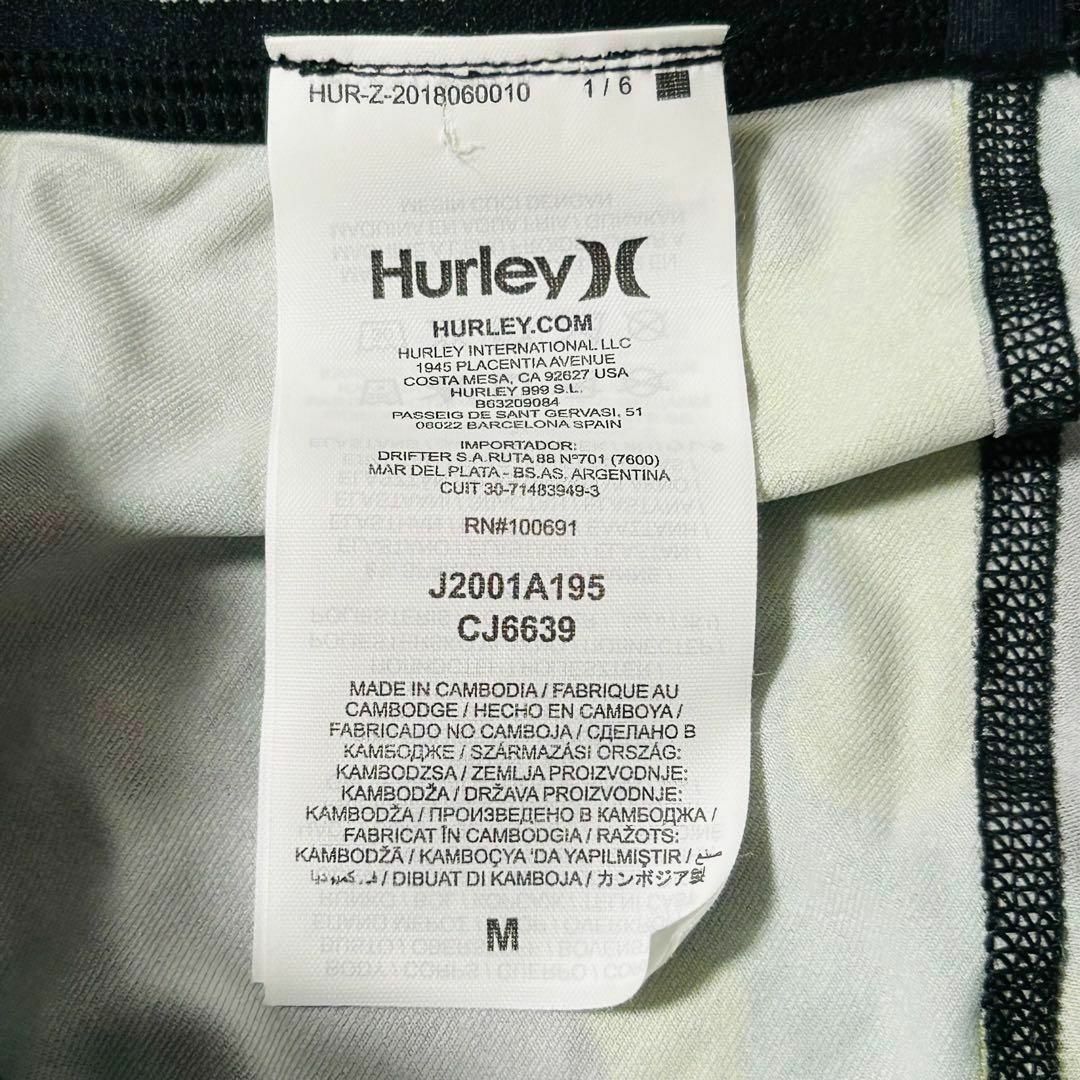 HUR-Z-2018060010 1 / 6
Hurley
HURLEY.COM
HURLEY INTERNATIONAL LLC
1945 PLACENTIA AVENUE
COSTA MESA, CA 92627 USA
HURLEY 999 S.L.
B63209084
PASSEIG DE SANT GERVASI, 51
08022 BARCELONA SPAIN
IMPORTADOR:
DRIFTER S.A. RUTA 88 N°701 (7600)
MAR DEL PLATA - BS.AS. ARGENTINA
CUIT 30-71483949-3
RN#100691
J2001A195
CJ6639
MADE IN CAMBODIA / FABRIQUE AU
CAMBODGE / HECHO EN CAMBOYA /
FABRICADO NO CAMBOJA / СДЕЛАНО В
КАМБОДЖЕ / SZÁRMAZÁSI ORSZÁG:
KAMBODZSA / ZEMLJA PROIZVODNJE:
KAMBODŽA / DRŽAVA PROIZVODNJE:
KAMBODŽA / ПРОИЗВЕДЕНО В КАМБОДЖА /
FABRICAT ÎN CAMBODGIA / RAŽOTS:
KAMBODŽĀ / KAMBOÇYA 'DA YAPILMIŞTIR / صنع
في كمبوديا / DIBUAT DI KAMBOJA / カンボジア製
M